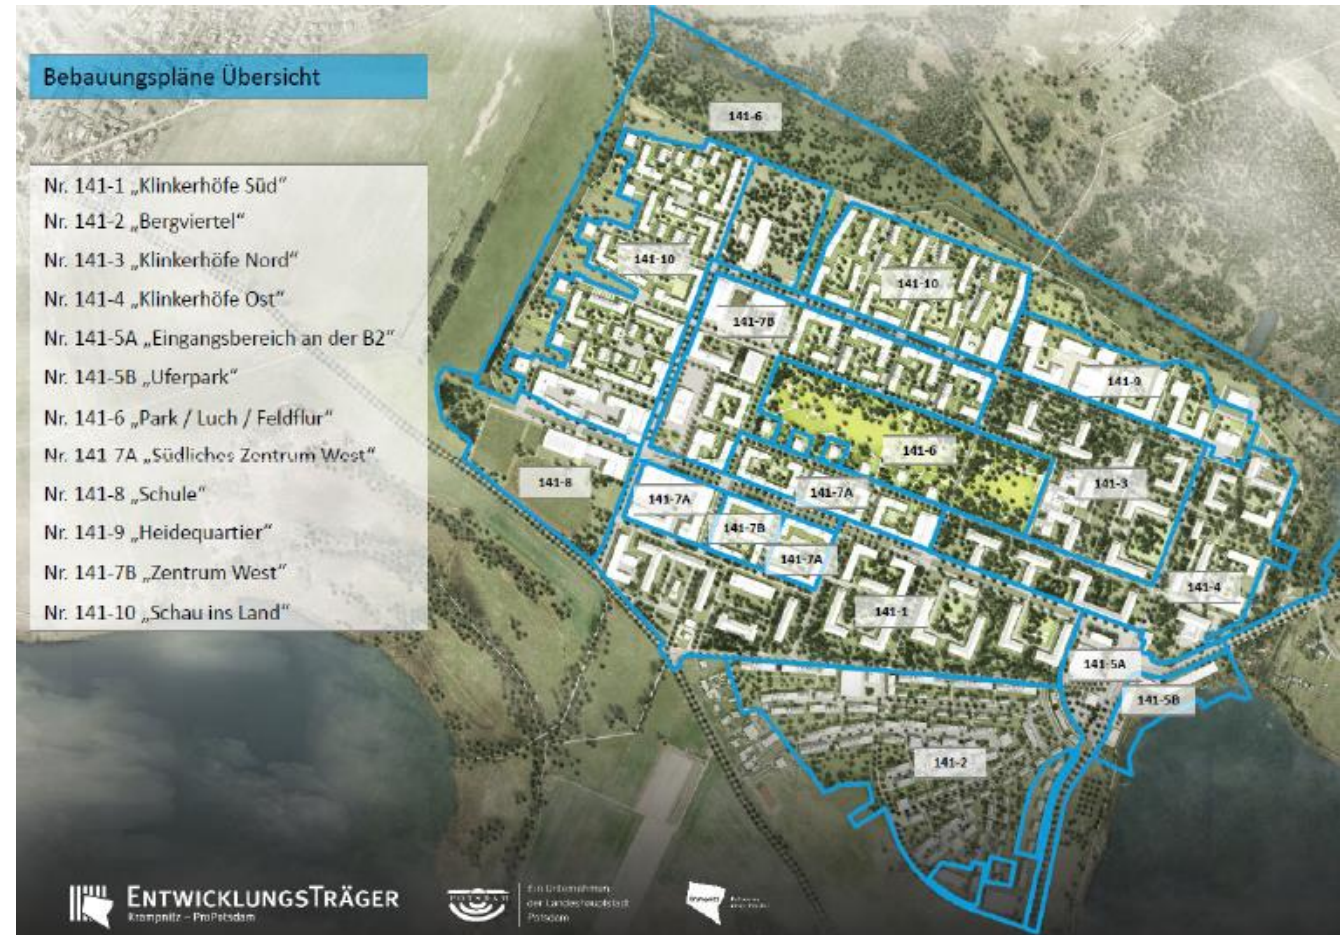 Bebauungspläne Übersicht
Nr. 141-1 „Klinkerhöfe Süd“
Nr. 141-2 „Bergviertel“
Nr. 141-3 „Klinkerhöfe Nord“
Nr. 141-4 „Klinkerhöfe Ost“
Nr. 141-5A „Eingangsbereich an der B2“
Nr. 141-5B „Uferpark“
Nr. 141-6 „Park / Luch / Feldflur“
Nr. 141-7A „Südliches Zentrum West“
Nr. 141-8 „Schule“
Nr. 141-9 „Heidequartier“
Nr. 141-7B „Zentrum West“
Nr. 141-10 „Schau ins Land“
141-6
141-10
141-10
141-7B
141-9
141-6
141-8
141-7A
141-7A
141-3
141-7B
141-7A
141-4
141-1
141-5A
141-5B
141-2
ENTWICKLUNGSTRÄGER
Krampnitz – ProPotsdam
POTSDAM
Ein Unternehmen
der Landeshauptstadt
Potsdam